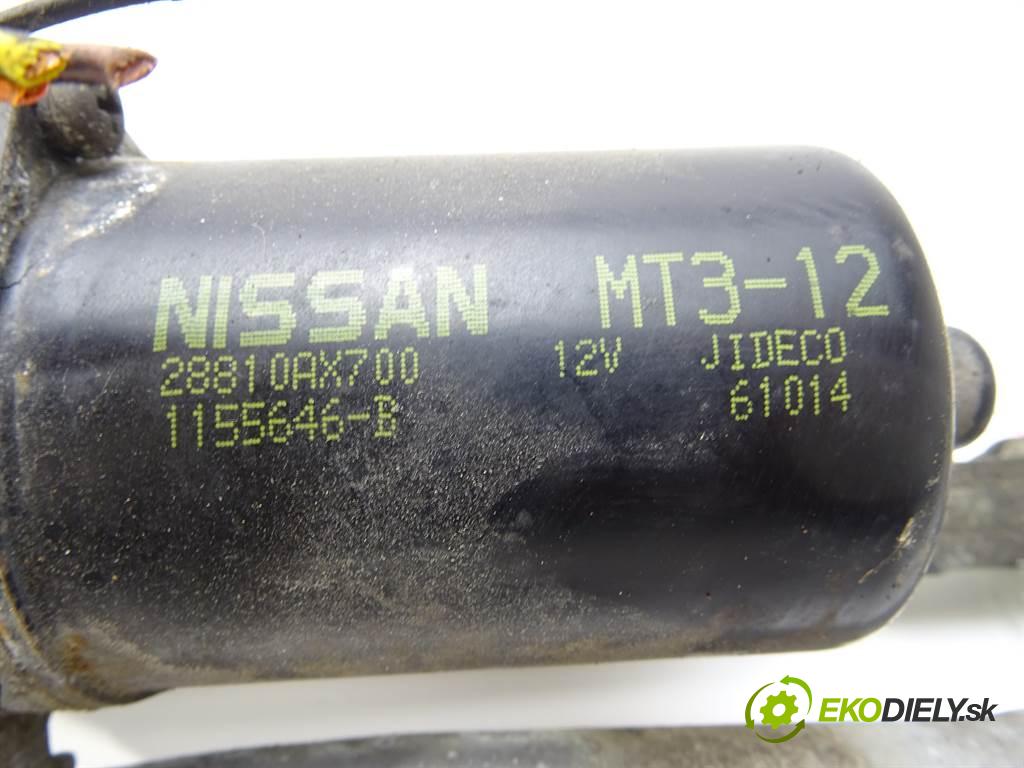 NISSAN MT3-12
28810AX700 12V JIDECO
1155646-B 61014
EKODIELY.sk